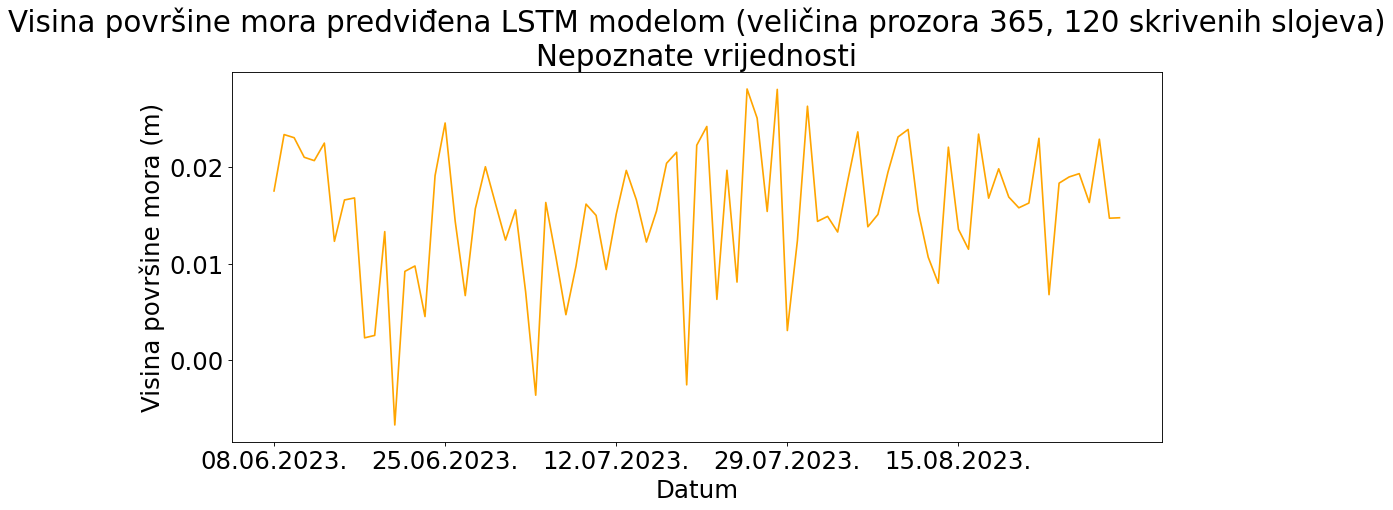 Visina površine mora predviđena LSTM modelom (veličina prozora 365, 120 skrivenih slojeva)
Nepoznate vrijednosti
Visina površine mora (m)
0.02
0.01
0.00
08.06.2023. 25.06.2023. 12.07.2023. 29.07.2023. 15.08.2023.
Datum